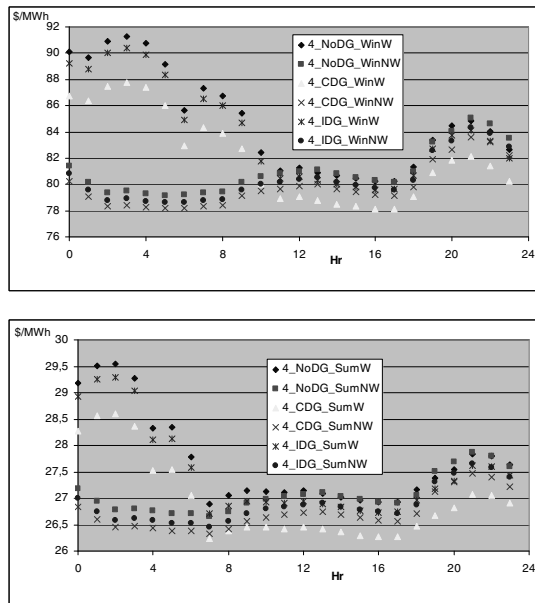 $/MWh
92
90
88
86
84
82
80
78
76
4_NoDG_WinW
4_NoDG_WinNW
4_CDG_WinW
4_CDG_WinNW
4_IDG_WinW
4_IDG_WinNW
0 4 8 12 16 20 24
Hr
$/MWh
30
29,5
29
28,5
28
27,5
27
26,5
26
4_NoDG_SumW
4_NoDG_SumNW
4_CDG_SumW
4_CDG_SumNW
4_IDG_SumW
4_IDG_SumNW
0 4 8 12 16 20 24
Hr